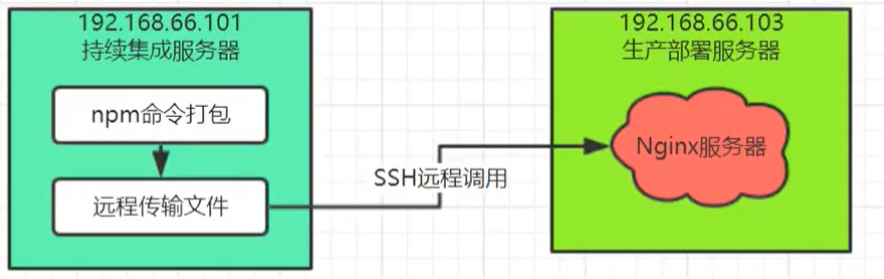 192.168.66.101
持续集成服务器
npm命令打包
远程传输文件
SSH远程调用
192.168.66.103
生产部署服务器
Nginx服务器